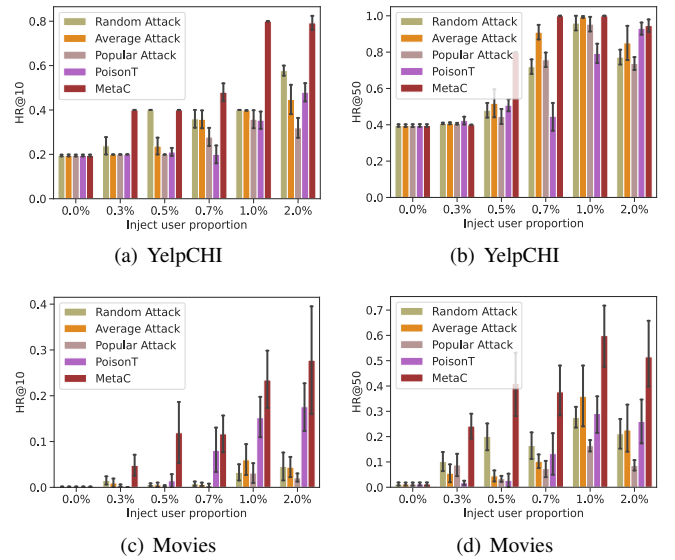 0.8
0.6
0.4
0.2
0.0
HR@10
Random Attack
Average Attack
Popular Attack
PoisonT
MetaC
0.0% 0.3% 0.5% 0.7% 1.0% 2.0%
Inject user proportion
(a) YelpCHI
1.0
0.8
0.6
0.4
0.2
0.0
HR@50
Random Attack
Average Attack
Popular Attack
PoisonT
MetaC
0.0% 0.3% 0.5% 0.7% 1.0% 2.0%
Inject user proportion
(b) YelpCHI
0.4
0.3
0.2
0.1
0.0
HR@10
Random Attack
Average Attack
Popular Attack
PoisonT
MetaC
0.0% 0.3% 0.5% 0.7% 1.0% 2.0%
Inject user proportion
(c) Movies
0.7
0.6
0.5
0.4
0.3
0.2
0.1
0.0
HR@50
Random Attack
Average Attack
Popular Attack
PoisonT
MetaC
0.0% 0.3% 0.5% 0.7% 1.0% 2.0%
Inject user proportion
(d) Movies